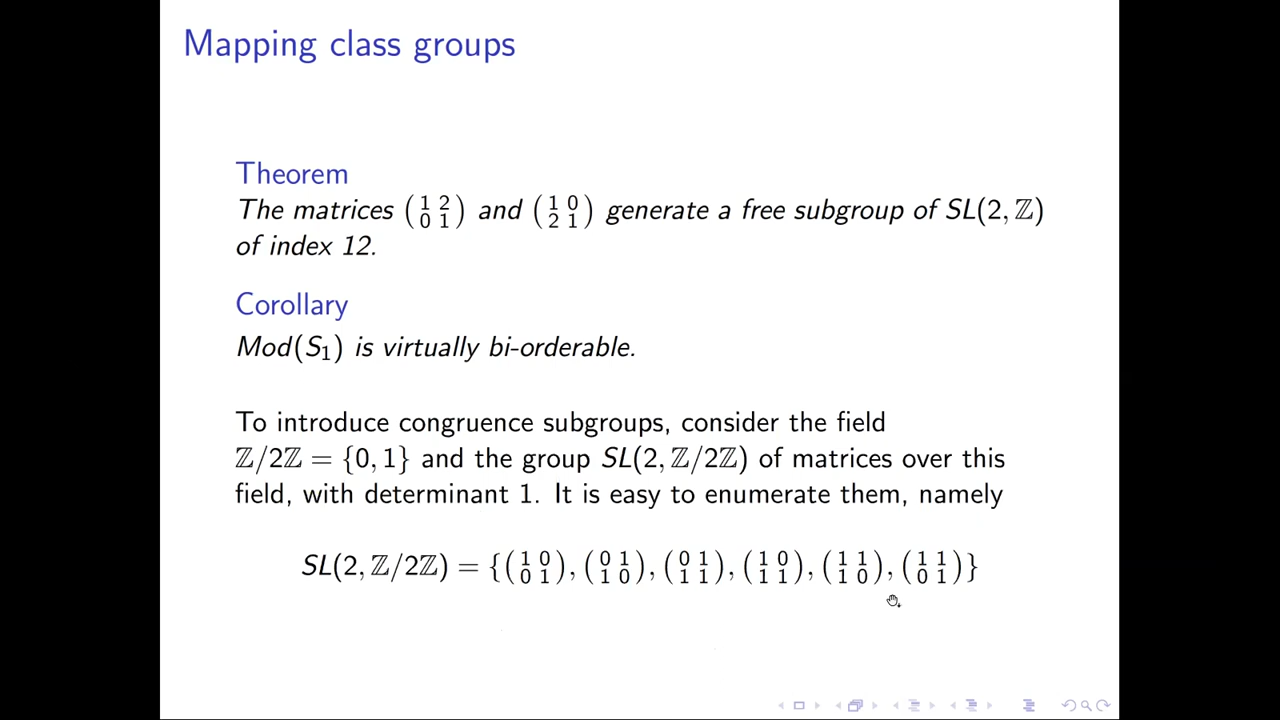 Mapping class groups
Theorem
The matrices (1 2 0 1) and (1 0 2 1) generate a free subgroup of SL(2, ℤ)
of index 12.
Corollary
Mod(S₁) is virtually bi-orderable.
To introduce congruence subgroups, consider the field
ℤ/2ℤ = {0, 1} and the group SL(2, ℤ/2ℤ) of matrices over this
field, with determinant 1. It is easy to enumerate them, namely
SL(2, ℤ/2ℤ) = {(1 0 0 1), (0 1 1 0), (0 1 1 1), (1 0 1 1), (1 1 1 0), (1 1 0 1)}